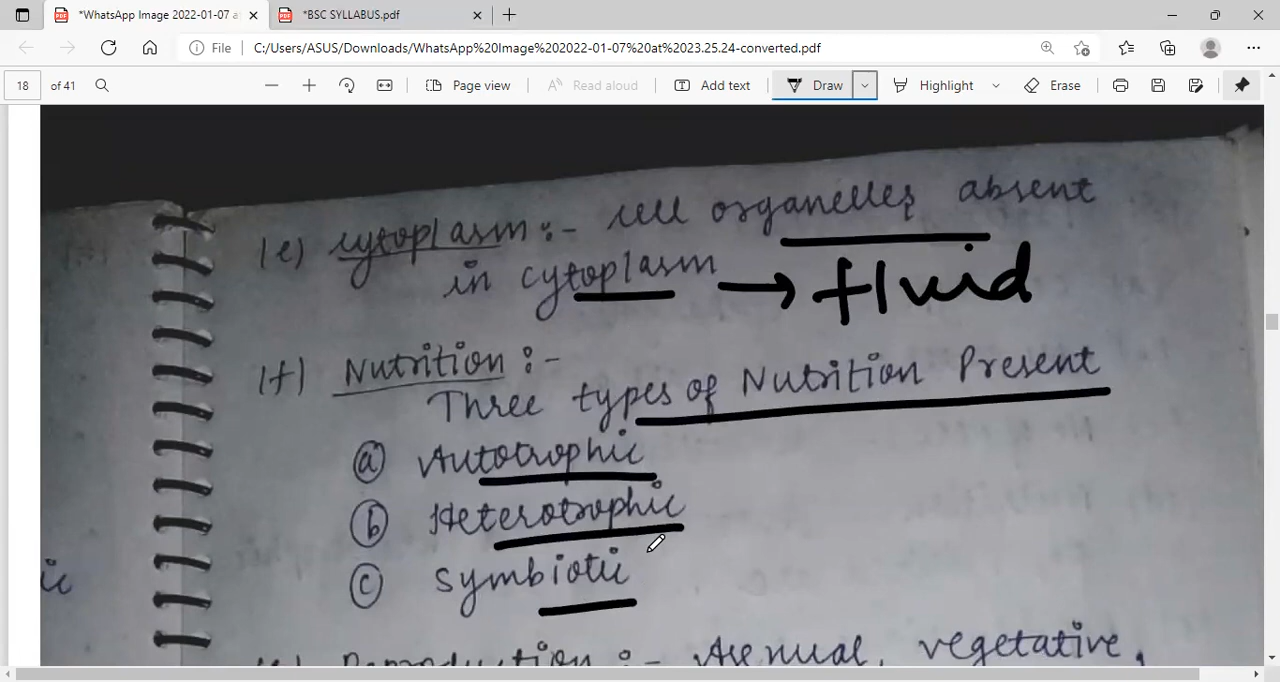 *WhatsApp Image 2022-01-07 a
*BSC SYLLABUS.pdf
File
C:/Users/ASUS/Downloads/WhatsApp%20Image%202022-01-07%20at%2023.25.24-converted.pdf
18 of 41
Page view
Read aloud
Add text
Draw
Highlight
Erase
(e) cytoplasm :- cell organelles absent
in cytoplasm → fluid
(f) Nutrition :-
Three types of Nutrition Present
(a) Autotrophic
(b) Heterotrophic
ic (c) Symbiotic
Reproduction :- Asexual, vegetative,